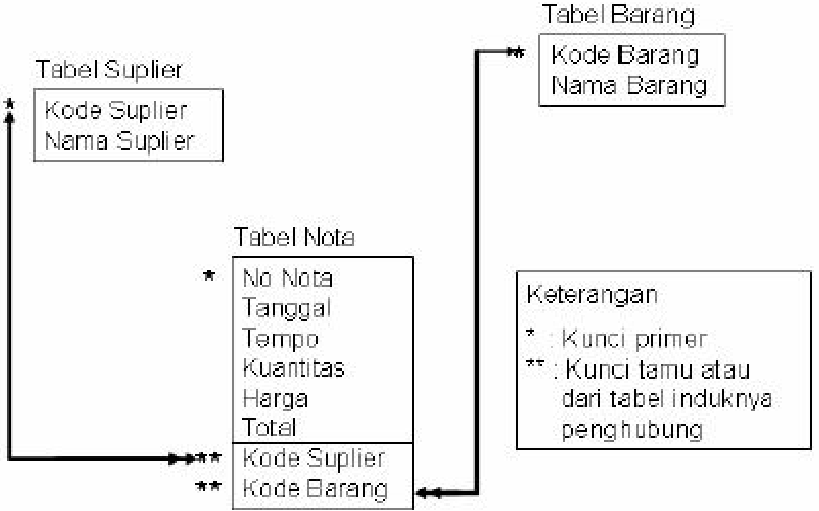 Tabel Barang
* Kode Barang
Nama Barang
Tabel Suplier
* Kode Suplier
Nama Suplier
Tabel Nota
* No Nota
Tanggal
Tempo
Kuantitas
Harga
Total
** Kode Suplier
** Kode Barang
Keterangan
* : Kunci primer
** : Kunci tamu atau
dari tabel induknya
penghubung